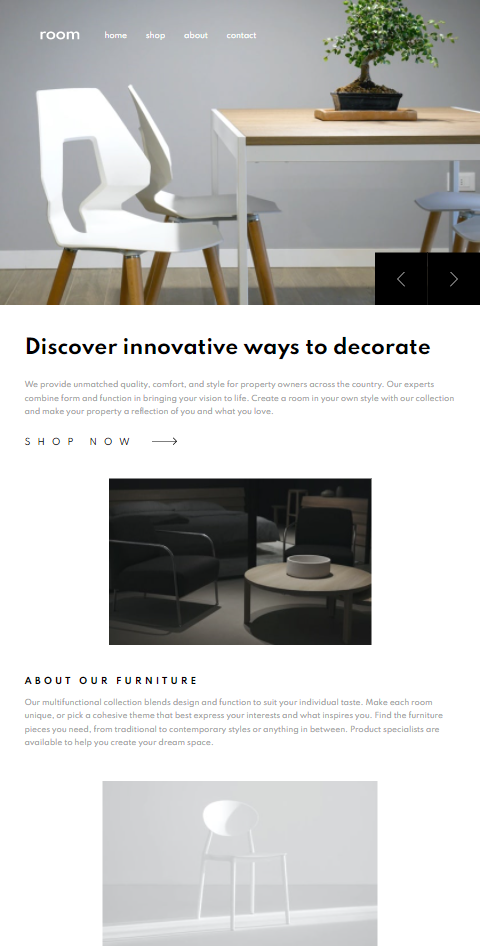 room home shop about contact
Discover innovative ways to decorate
We provide unmatched quality, comfort, and style for property owners across the country. Our experts
combine form and function in bringing your vision to life. Create a room in your own style with our collection
and make your property a reflection of you and what you love.
SHOP NOW
ABOUT OUR FURNITURE
Our multifunctional collection blends design and function to suit your individual taste. Make each room
unique, or pick a cohesive theme that best express your interests and what inspires you. Find the furniture
pieces you need, from traditional to contemporary styles or anything in between. Product specialists are
available to help you create your dream space.